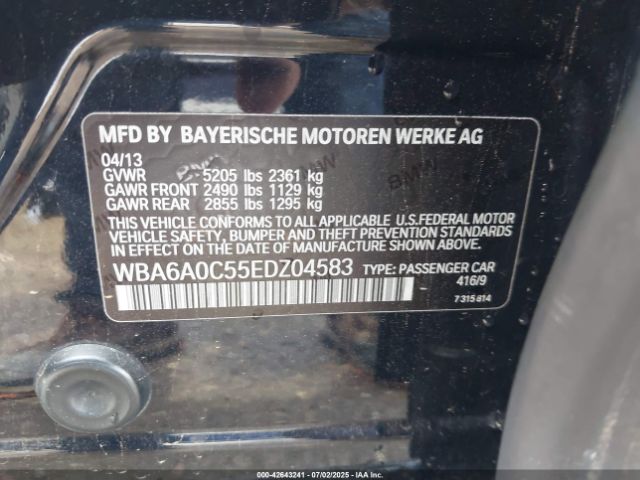 MFD BY BAYERISCHE MOTOREN WERKE AG
04/13
GVWR 5205 lbs 2361 kg
GAWR FRONT 2490 lbs 1129 kg
GAWR REAR 2855 lbs 1295 kg
THIS VEHICLE CONFORMS TO ALL APPLICABLE U.S.FEDERAL MOTOR
VEHICLE SAFETY, BUMPER AND THEFT PREVENTION STANDARDS
IN EFFECT ON THE DATE OF MANUFACTURE SHOWN ABOVE.
WBA6A0C55EDZ04583 TYPE: PASSENGER CAR
416/9
7315814
000-42643241 - 07/02/2025 - IAA Inc.